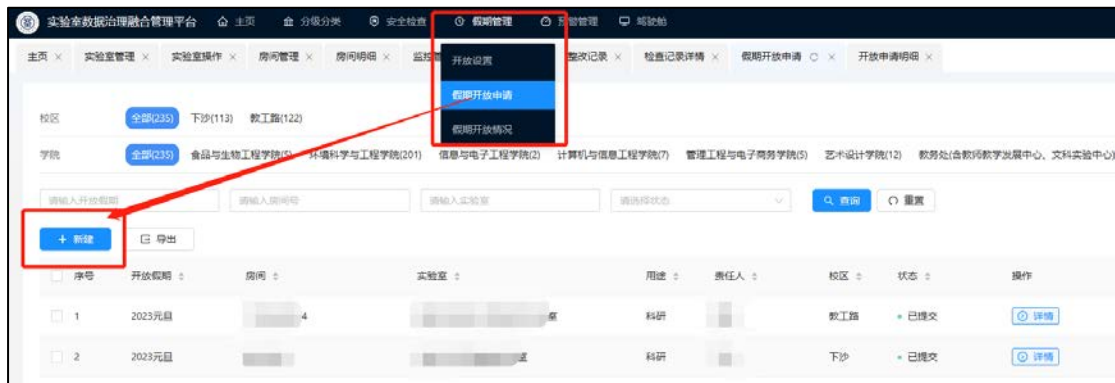 实验室数据治理融合管理平台 主页 分级分类 安全检查 假期管理 预警管理 驾驶舱
主页 × 实验室管理 × 实验室操作 × 房间管理 × 房间明细 × 整改记录 × 检查记录详情 × 假期开放申请 × 开放申请明细 ×
开放设置
假期开放申请
假期开放情况
校区 全部(235) 下沙(113) 教工路(122)
学院 全部(235) 食品与生物工程学院(5) 环境科学与工程学院(201) 信息与电子工程学院(2) 计算机与信息工程学院(7) 管理工程与电子商务学院(5) 艺术设计学院(12) 教务处(含教师教学发展中心、文科实验中心)
请输入开放假期 请输入房间号 请输入实验室 请选择状态 查询 重置
+ 新建 导出
序号 开放假期 房间 实验室 用途 责任人 校区 状态 操作
1 2023元旦 4 室 科研 教工路 已提交 详情
2 2023元旦 科研 下沙 已提交 详情